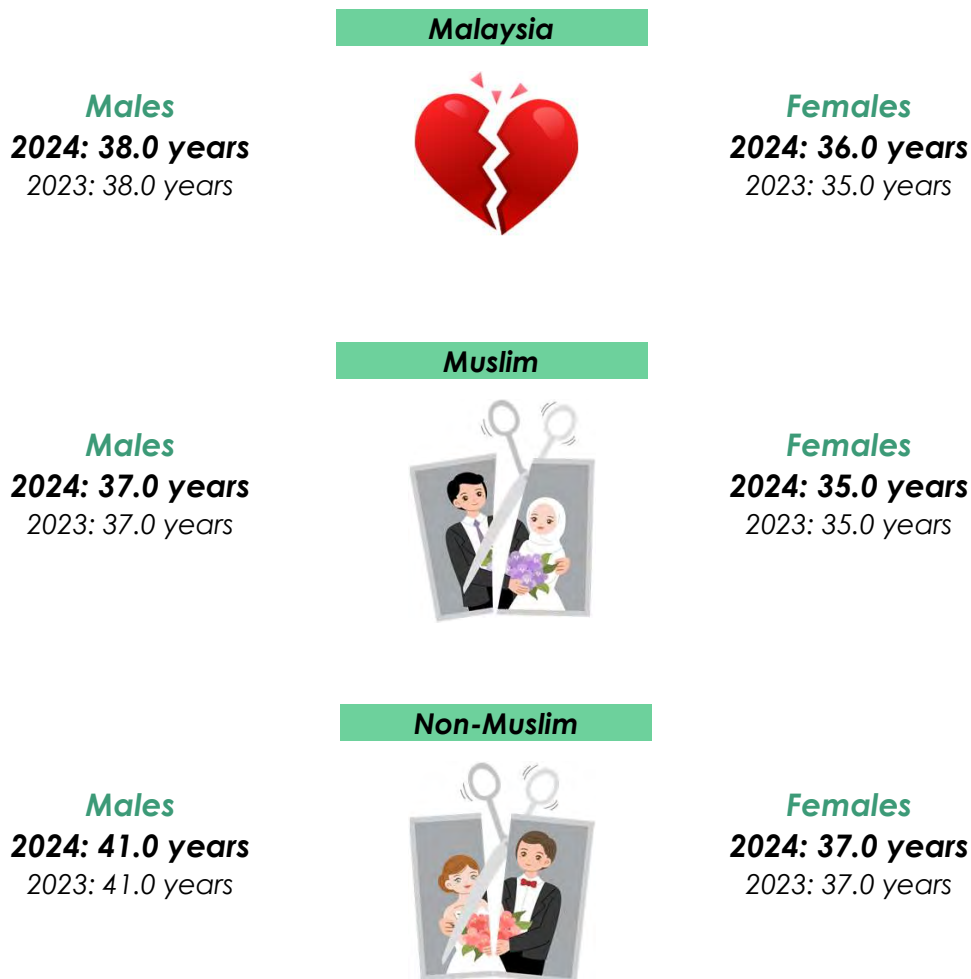 Malaysia
Males
2024: 38.0 years
2023: 38.0 years
Females
2024: 36.0 years
2023: 35.0 years
Muslim
Males
2024: 37.0 years
2023: 37.0 years
Females
2024: 35.0 years
2023: 35.0 years
Non-Muslim
Males
2024: 41.0 years
2023: 41.0 years
Females
2024: 37.0 years
2023: 37.0 years